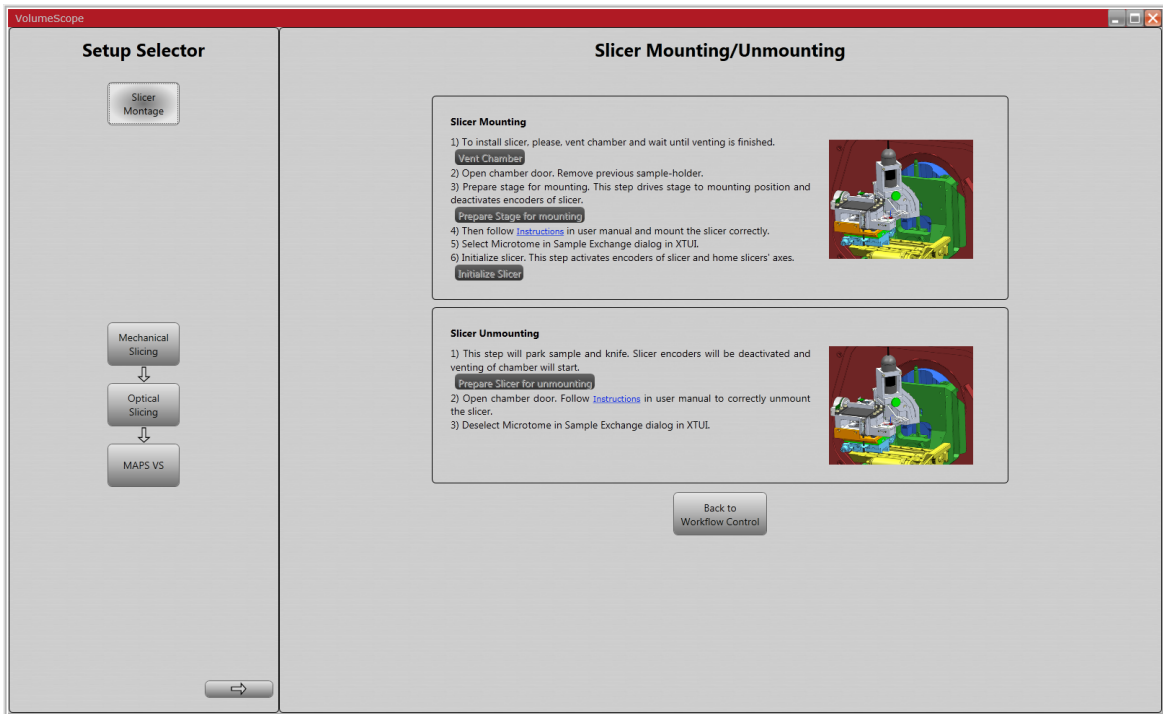 VolumeScope
Setup Selector
Slicer
Montage
Mechanical
Slicing
Optical
Slicing
MAPS VS
Slicer Mounting/Unmounting
Slicer Mounting
1) To install slicer, please, vent chamber and wait until venting is finished.
Vent Chamber
2) Open chamber door. Remove previous sample-holder.
3) Prepare stage for mounting. This step drives stage to mounting position and
deactivates encoders of slicer.
Prepare Stage for mounting
4) Then follow Instructions in user manual and mount the slicer correctly.
5) Select Microtome in Sample Exchange dialog in XTUI.
6) Initialize slicer. This step activates encoders of slicer and home slicers' axes.
Initialize Slicer
Slicer Unmounting
1) This step will park sample and knife. Slicer encoders will be deactivated and
venting of chamber will start.
Prepare Slicer for unmounting
2) Open chamber door. Follow Instructions in user manual to correctly unmount
the slicer.
3) Deselect Microtome in Sample Exchange dialog in XTUI.
Back to
Workflow Control